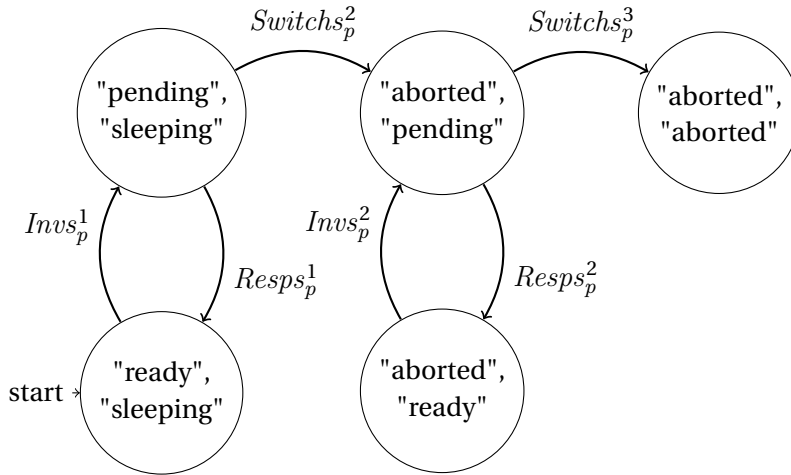 Switchs_p^2
Switchs_p^3
"pending",
"sleeping"
"aborted",
"pending"
"aborted",
"aborted"
Invs_p^1
Resps_p^1
Invs_p^2
Resps_p^2
start
"ready",
"sleeping"
"aborted",
"ready"